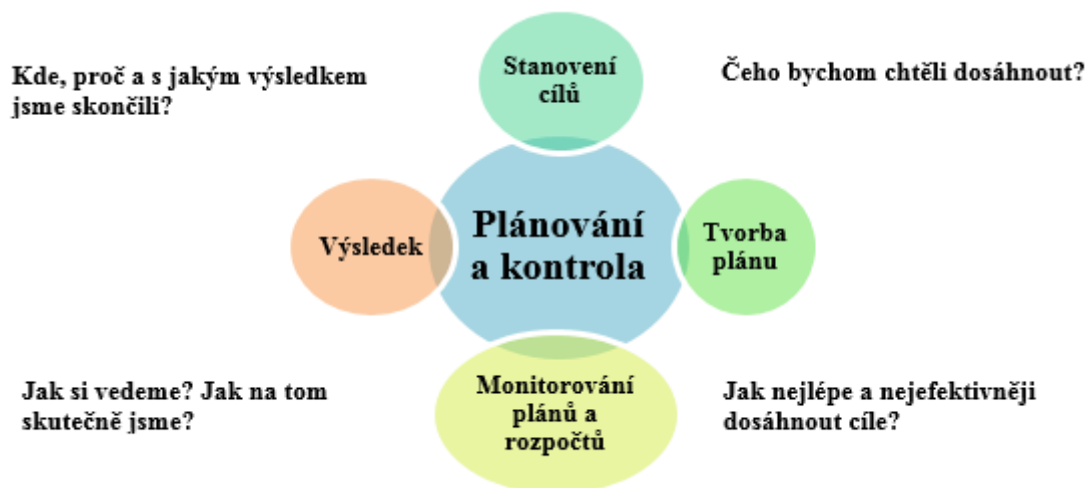 Stanovení
cílů
Čeho bychom chtěli dosáhnout?
Kde, proč a s jakým výsledkem
jsme skončili?
Výsledek
Plánování
a kontrola
Tvorba
plánu
Jak si vedeme? Jak na tom
skutečně jsme?
Monitorování
plánů a
rozpočtů
Jak nejlépe a nejefektivněji
dosáhnout cíle?